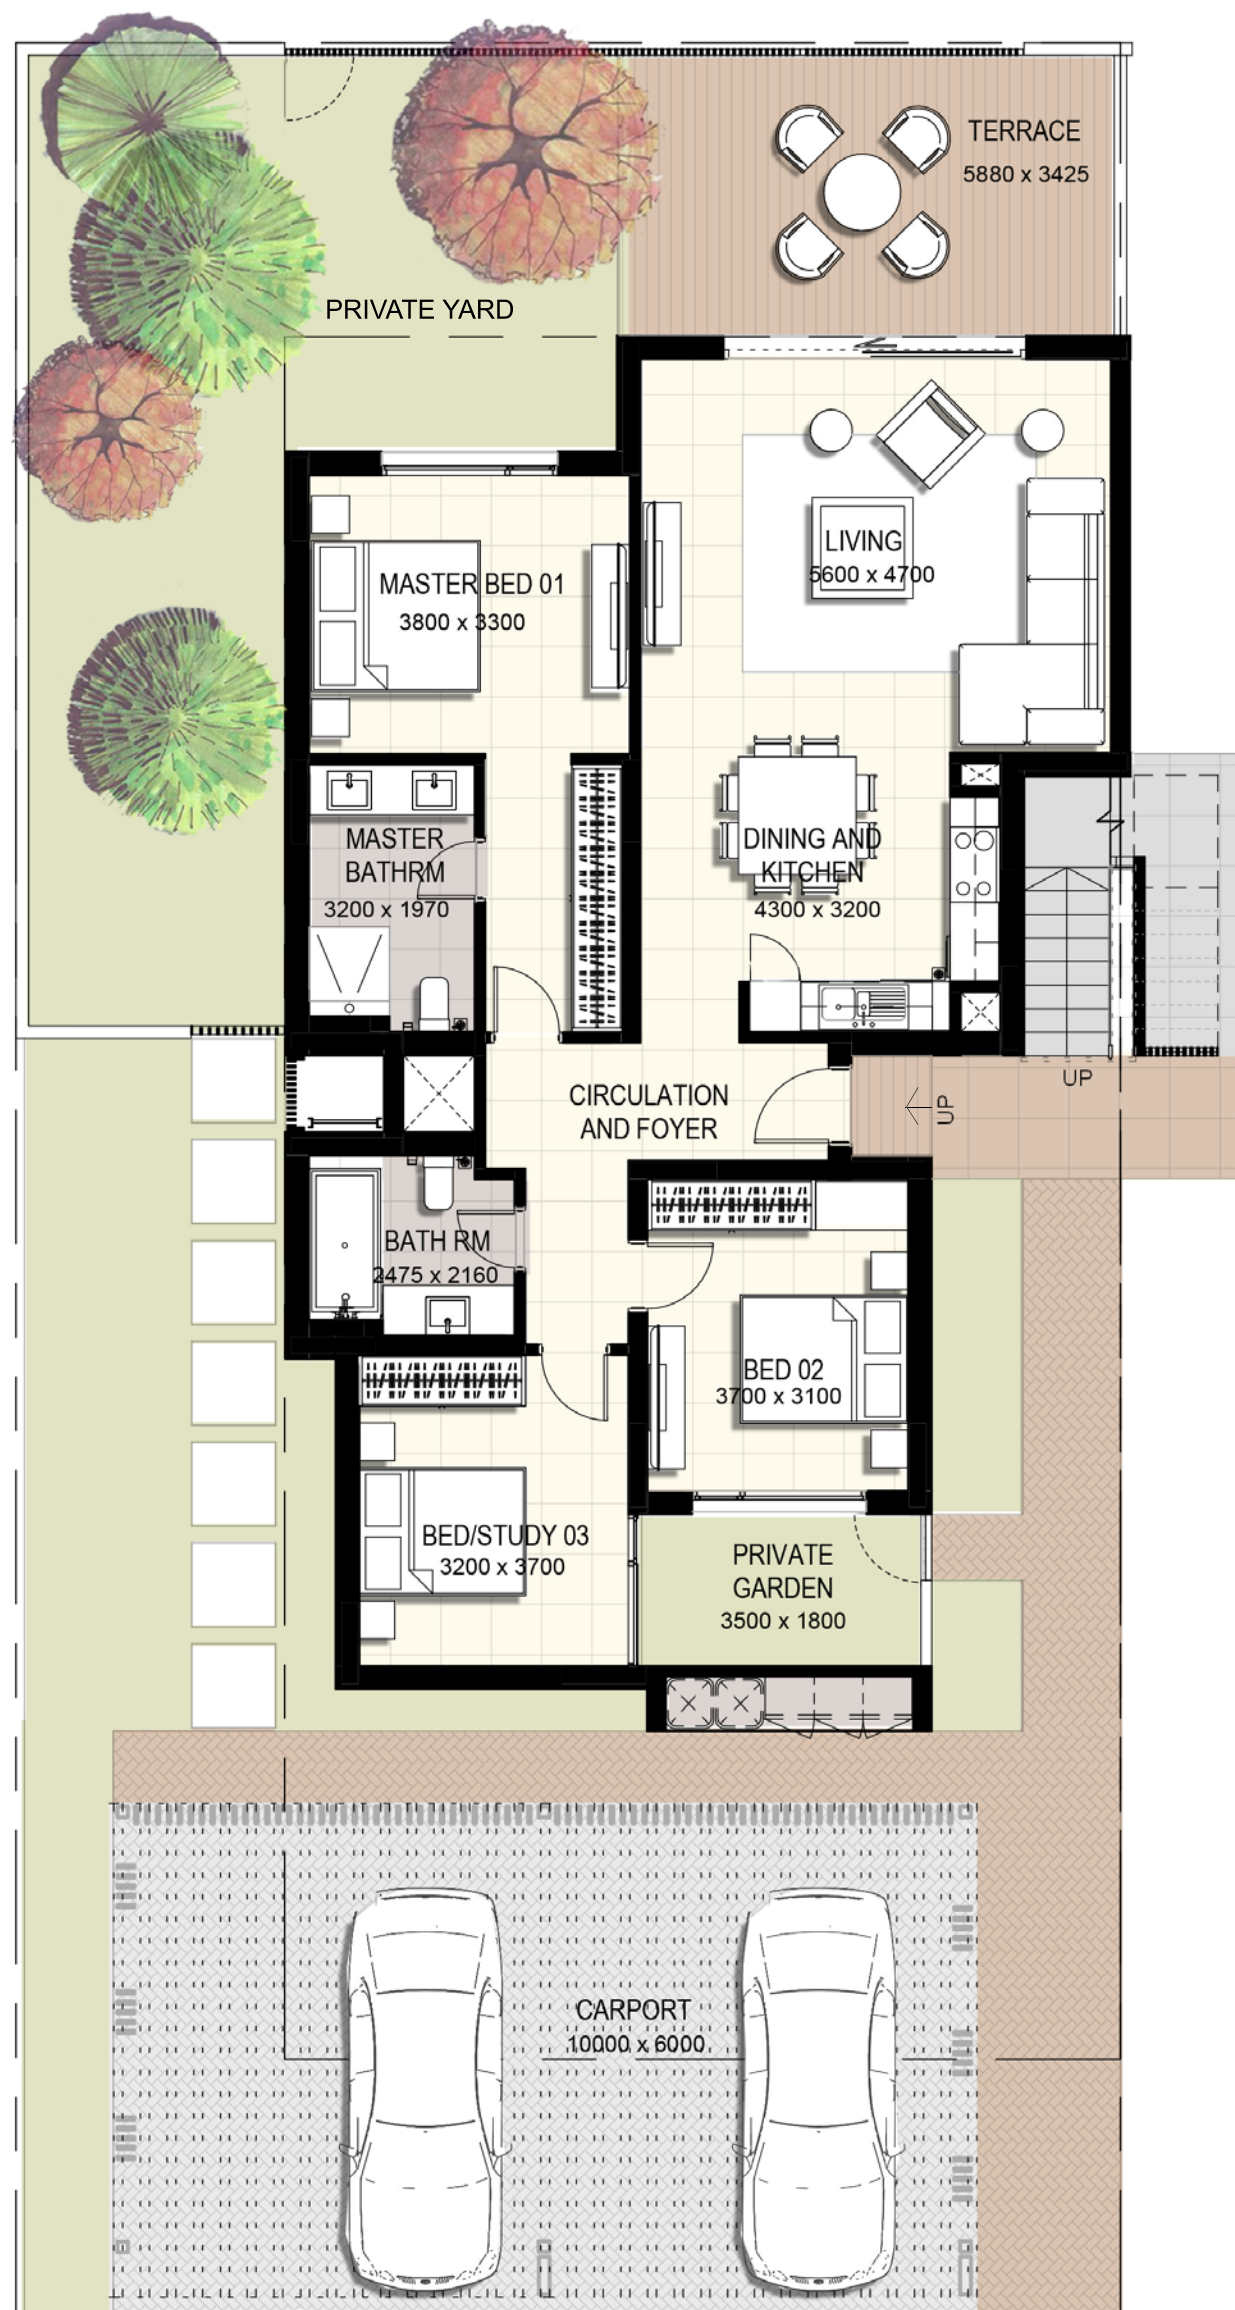 TERRACE
5880 x 3425
PRIVATE YARD
LIVING
5600 x 4700
MASTER BED 01
3800 x 3300
MASTER
BATHRM
3200 x 1970
DINING AND
KITCHEN
4300 x 3200
UP
UP
CIRCULATION
AND FOYER
BATH RM
2475 x 2160
BED 02
3700 x 3100
BED/STUDY 03
3200 x 3700
PRIVATE
GARDEN
3500 x 1800
CARPORT
10000 x 6000